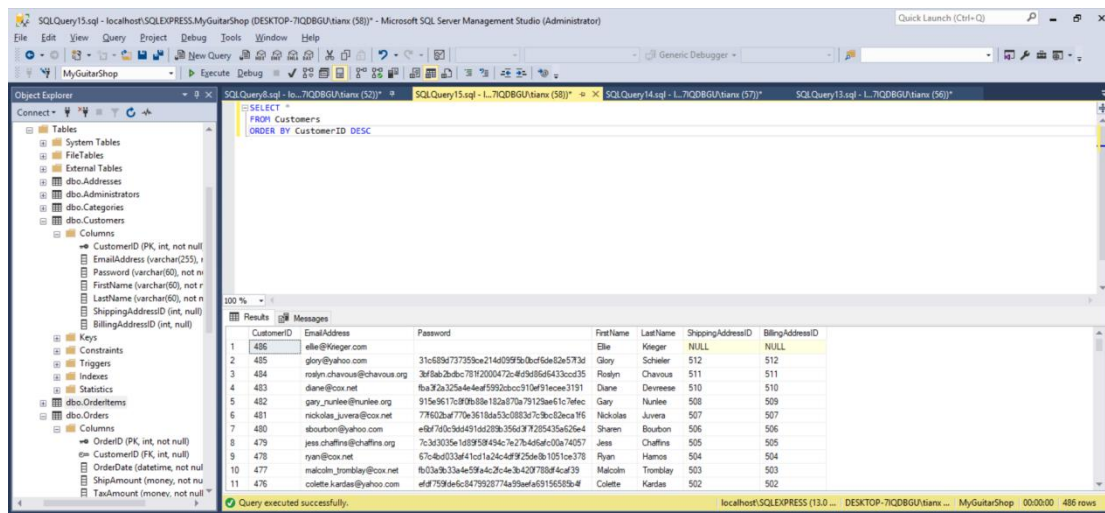 SQLQuery15.sql - localhost\SQLEXPRESS.MyGuitarShop (DESKTOP-7IQDBGU\tianx (58))* - Microsoft SQL Server Management Studio (Administrator)
Quick Launch (Ctrl+Q)
File Edit View Query Project Debug Tools Window Help
New Query
Generic Debugger
MyGuitarShop
Execute Debug
Object Explorer
SQLQuery8.sql - lo...7IQDBGU\tianx (52))* SQLQuery15.sql - l...7IQDBGU\tianx (58))* SQLQuery14.sql - l...7IQDBGU\tianx (57))* SQLQuery13.sql - l...7IQDBGU\tianx (56))*
Connect
Tables
System Tables
FileTables
External Tables
dbo.Addresses
dbo.Administrators
dbo.Categories
dbo.Customers
Columns
CustomerID (PK, int, not null
EmailAddress (varchar(255),
Password (varchar(60), not
FirstName (varchar(60), not
LastName (varchar(60), not
ShippingAddressID (int, null)
BillingAddressID (int, null)
Keys
Constraints
Triggers
Indexes
Statistics
dbo.OrderItems
dbo.Orders
Columns
OrderID (PK, int, not null)
CustomerID (FK, int, null)
OrderDate (datetime, not nul
ShipAmount (money, not nu
TaxAmount (money, not null
SELECT *
FROM Customers
ORDER BY CustomerID DESC
100 %
Results Messages
CustomerID EmailAddress Password FirstName LastName ShippingAddressID BillingAddressID
1 486 ellie@Krieger.com Ellie Krieger NULL NULL
2 485 glory@yahoo.com Glory Schieler 512 512
3 484 roslyn.chavous@chavous.org Roslyn Chavous 511 511
4 483 diane@cox.net Diane Devreese 510 510
5 482 gary_nunlee@nunlee.org Gary Nunlee 508 509
6 481 nickolas_juvera@cox.net Nickolas Juvera 507 507
7 480 sbourbon@yahoo.com Sharen Bourbon 506 506
8 479 jess.chaffins@chaffins.org Jess Chaffins 505 505
9 478 ryan@cox.net Ryan Hamos 504 504
10 477 malcolm_tromblay@cox.net Malcolm Tromblay 503 503
11 476 colette.kardas@yahoo.com Colette Kardas 502 502
Query executed successfully.
localhost\SQLEXPRESS (13.0 ... DESKTOP-7IQDBGU\tianx ... MyGuitarShop 00:00:00 486 rows